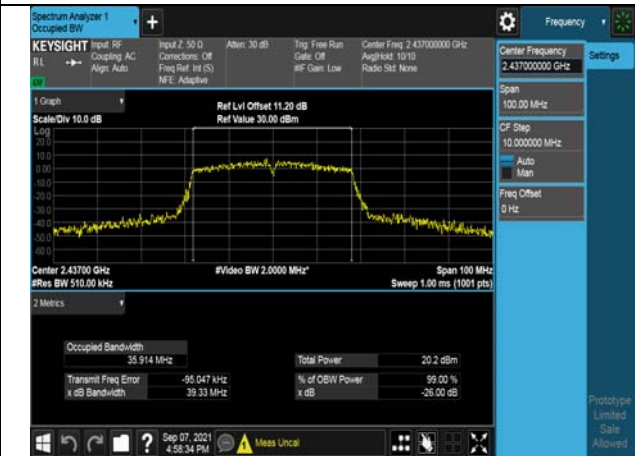 Spectrum Analyzer 1
Occupied BW
+
Frequency
KEYSIGHT
RL
Input: RF
Coupling: AC
Align: Auto
Input Z: 50 Ω
Corrections: Off
Freq Ref: Int (S)
NFE: Adaptive
Atten: 30 dB
Trig: Free Run
Gate: Off
#IF Gain: Low
Center Freq: 2.437000000 GHz
Avg|Hold: 10/10
Radio Std: None
Center Frequency
2.437000000 GHz
Settings
Span
100.00 MHz
CF Step
10.000000 MHz
Auto
Man
Freq Offset
0 Hz
1 Graph
Scale/Div 10.0 dB
Ref Lvl Offset 11.20 dB
Ref Value 30.00 dBm
Log
20.0
10.0
0.00
-10.0
-20.0
-30.0
-40.0
-50.0
-60.0
Center 2.43700 GHz
#Res BW 510.00 kHz
#Video BW 2.0000 MHz*
Span 100 MHz
Sweep 1.00 ms (1001 pts)
2 Metrics
Occupied Bandwidth
35.914 MHz
Total Power 20.2 dBm
Transmit Freq Error -95.047 kHz
% of OBW Power 99.00 %
x dB Bandwidth 39.33 MHz
x dB -26.00 dB
Prototype
Limited
Sale
Allowed
?
Sep 07, 2021
4:58:34 PM
Meas Uncal